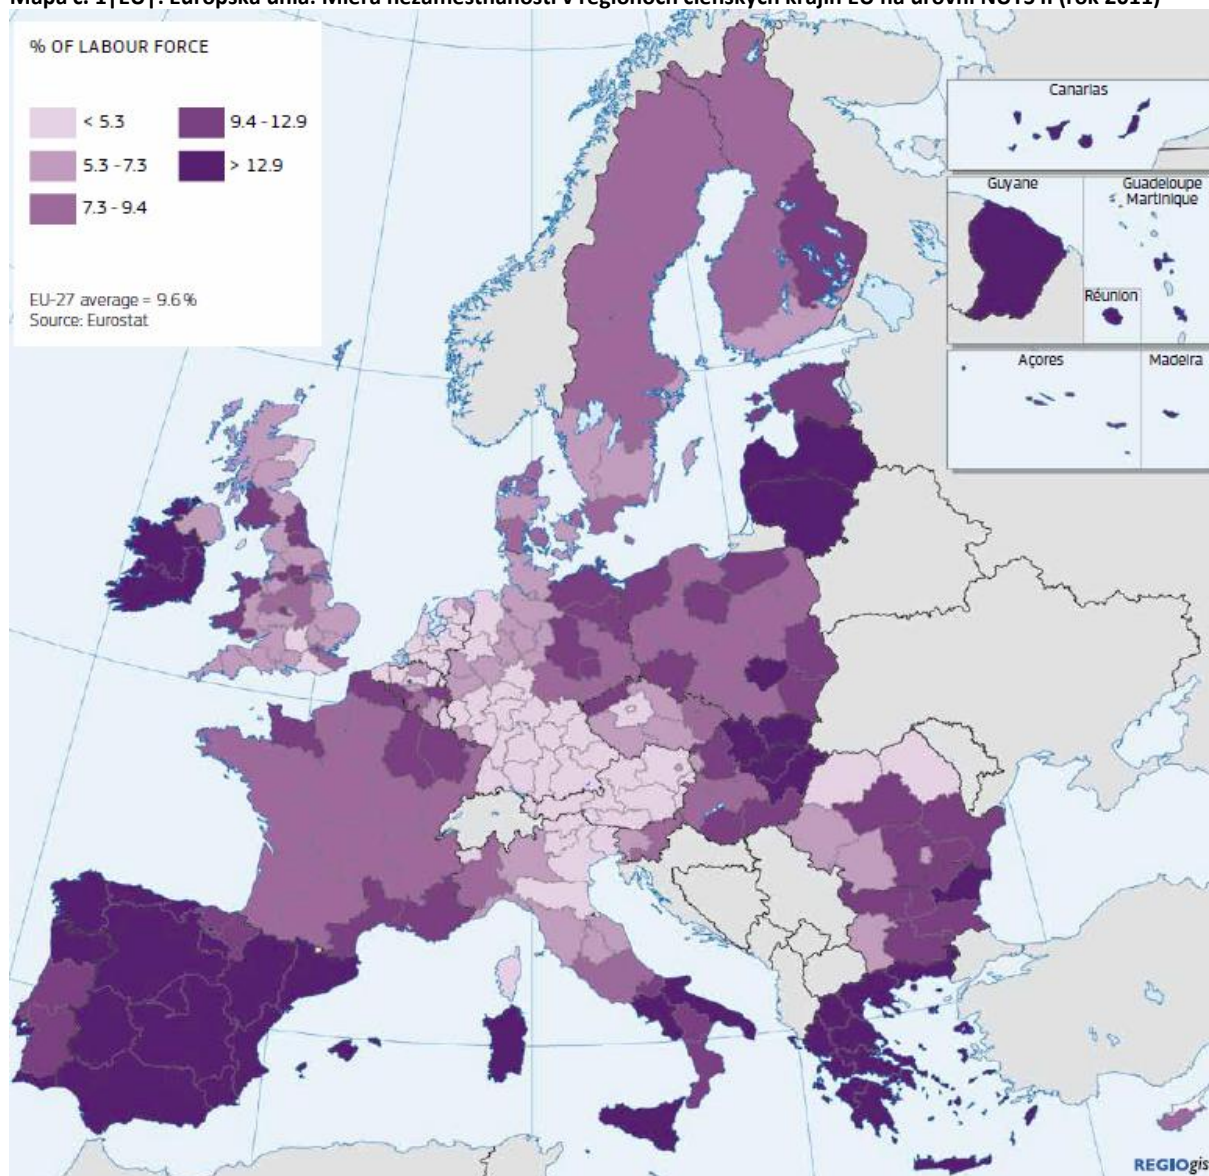 Mapa č. 1|EÚ|: Európska únia: Miera nezamestnanosti v regiónoch členských krajín EÚ na úrovni NUTS II (rok 2011)
% OF LABOUR FORCE
< 5.3
9.4 - 12.9
5.3 - 7.3
> 12.9
7.3 - 9.4
EU-27 average = 9.6 %
Source: Eurostat
Canarias
Guyane
Guadeloupe
Martinique
Réunion
Açores
Madeira
REGIOgis